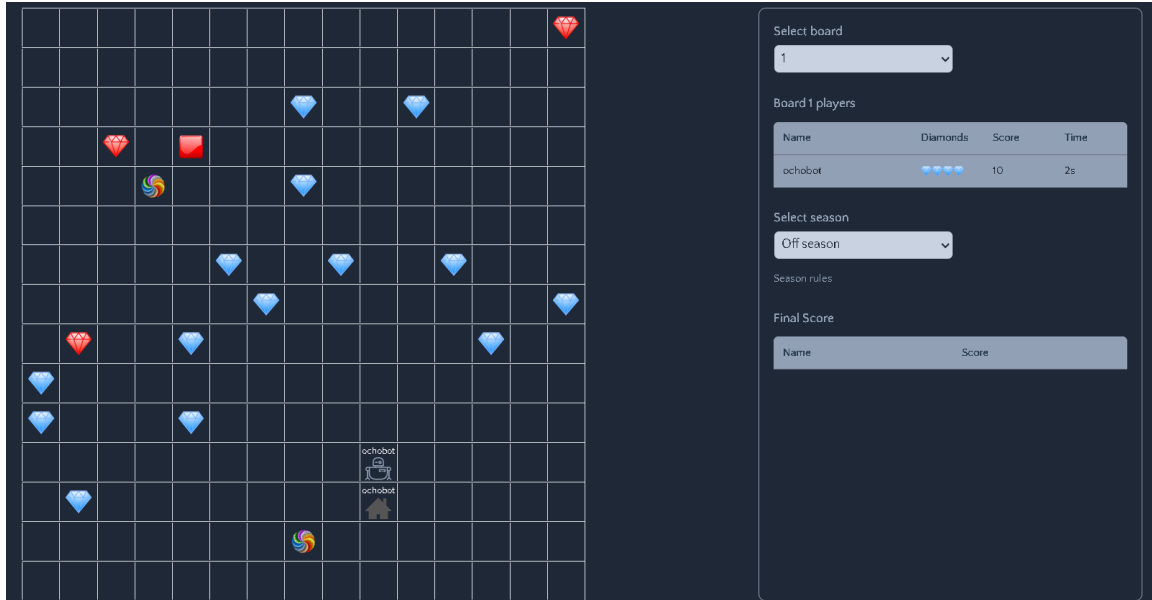 Select board
1
Board 1 players
Name Diamonds Score Time
ochobot 10 2s
Select season
Off season
Season rules
Final Score
Name Score
ochobot
ochobot